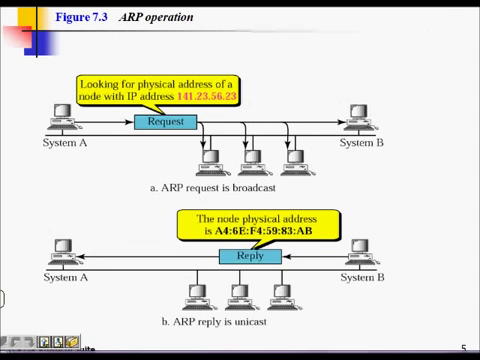 Figure 7.3 ARP operation
Looking for physical address of a
node with IP address 141.23.56.23
Request
System A
System B
a. ARP request is broadcast
The node physical address
is A4:6E:F4:59:83:AB
Reply
System A
System B
b. ARP reply is unicast
5